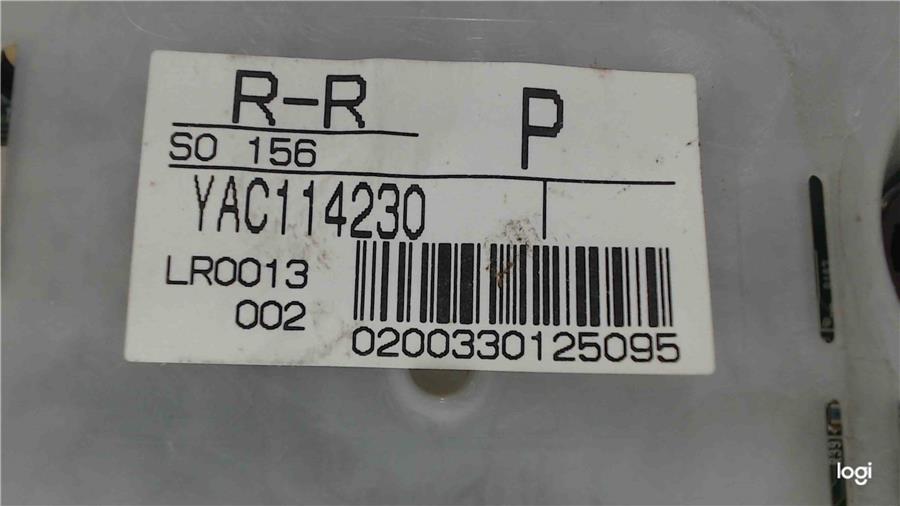 R-R
P
SO 156
YAC114230
LR0013
002
0200330125095
logi